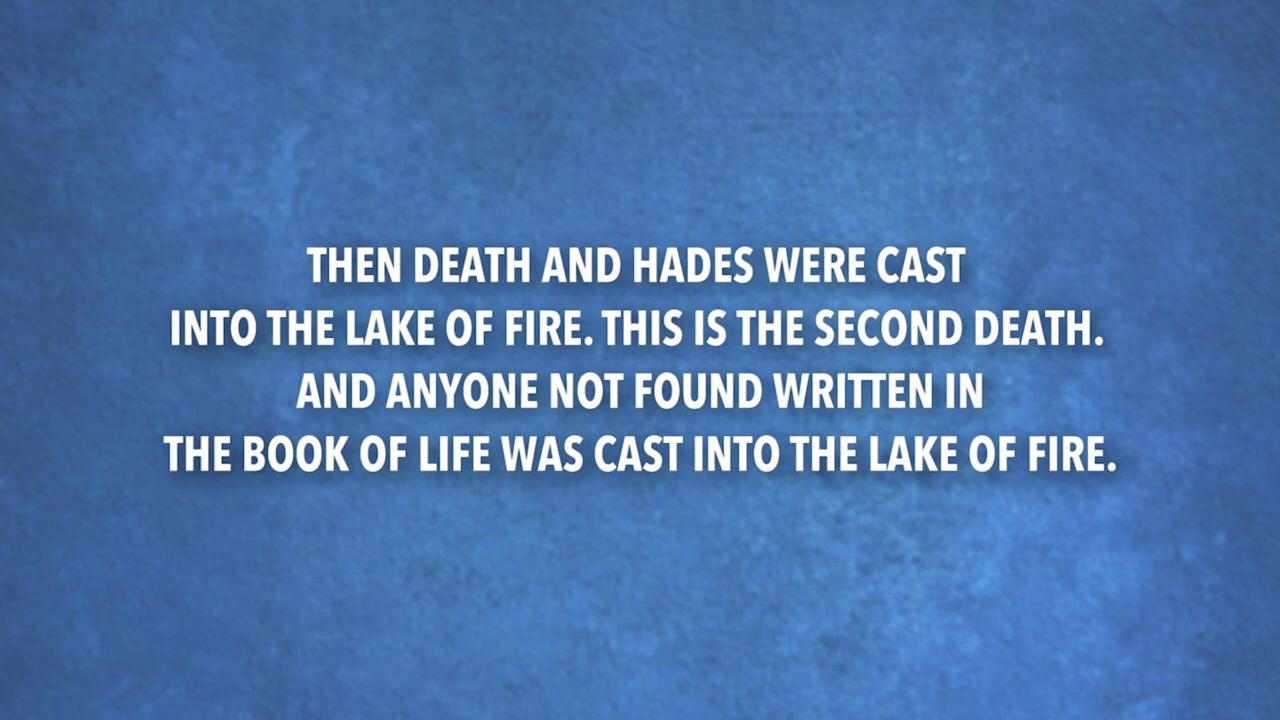 THEN DEATH AND HADES WERE CAST
INTO THE LAKE OF FIRE. THIS IS THE SECOND DEATH.
AND ANYONE NOT FOUND WRITTEN IN
THE BOOK OF LIFE WAS CAST INTO THE LAKE OF FIRE.